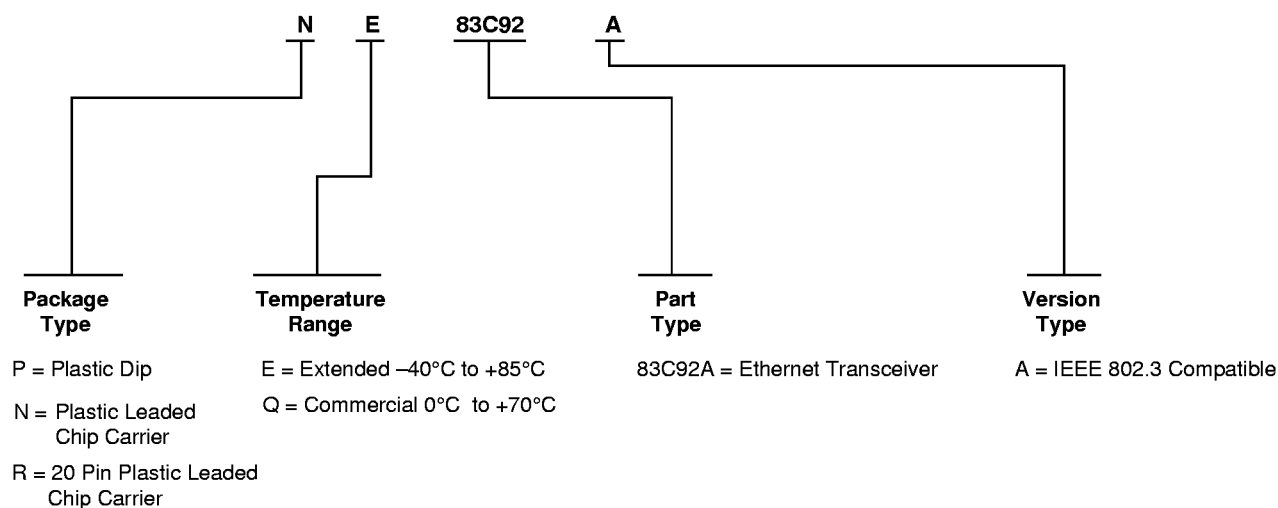 N E 83C92 A
Package
Type
Temperature
Range
Part
Type
Version
Type
P = Plastic Dip
N = Plastic Leaded
Chip Carrier
R = 20 Pin Plastic Leaded
Chip Carrier
E = Extended –40°C to +85°C
Q = Commercial 0°C to +70°C
83C92A = Ethernet Transceiver
A = IEEE 802.3 Compatible